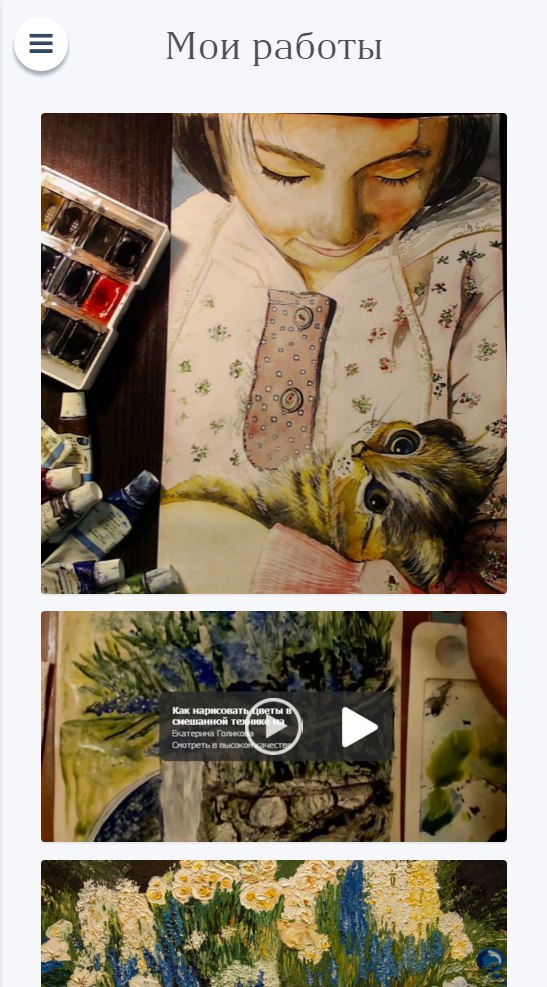 Мои работы
Как нарисовать цветы в
смешанной технике на
Екатерина Голикова
Смотреть в высоком качестве